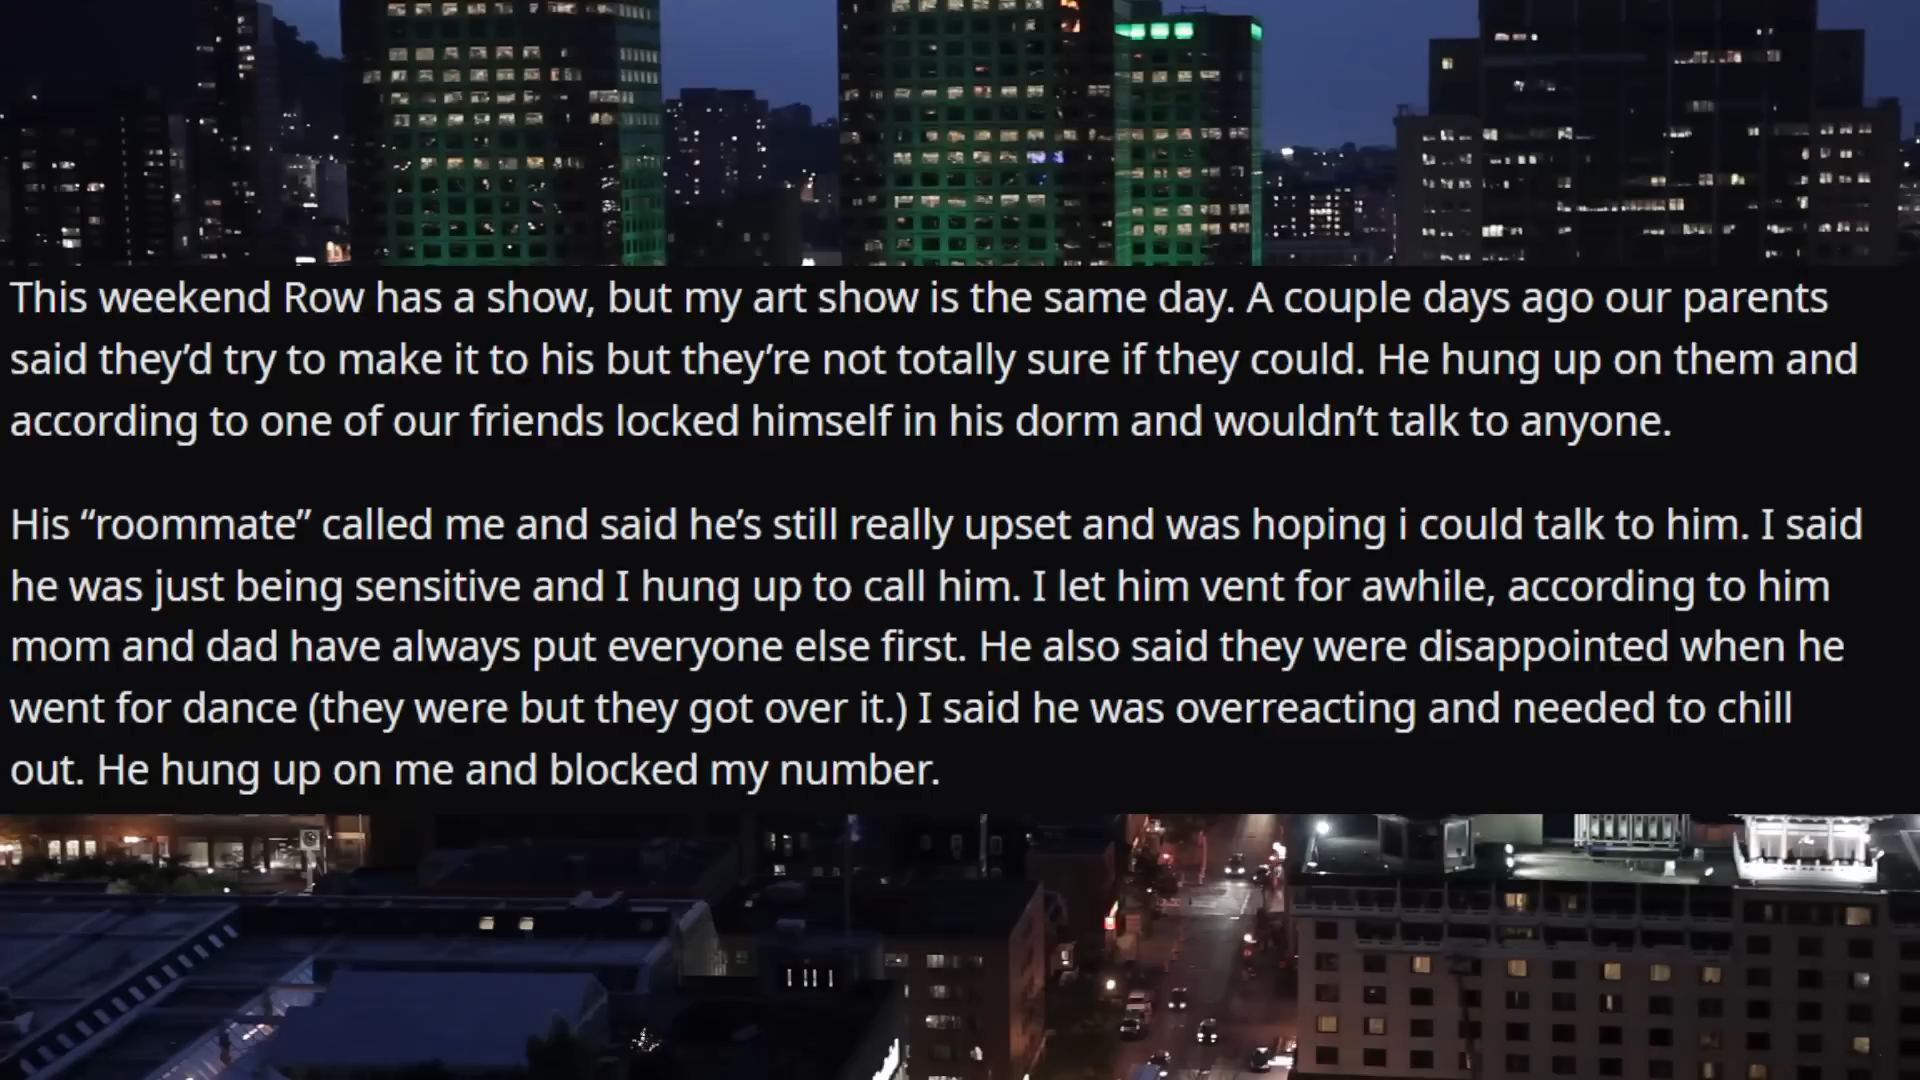 This weekend Row has a show, but my art show is the same day. A couple days ago our parents
said they’d try to make it to his but they’re not totally sure if they could. He hung up on them and
according to one of our friends locked himself in his dorm and wouldn’t talk to anyone.
His “roommate” called me and said he’s still really upset and was hoping i could talk to him. I said
he was just being sensitive and I hung up to call him. I let him vent for awhile, according to him
mom and dad have always put everyone else first. He also said they were disappointed when he
went for dance (they were but they got over it.) I said he was overreacting and needed to chill
out. He hung up on me and blocked my number.